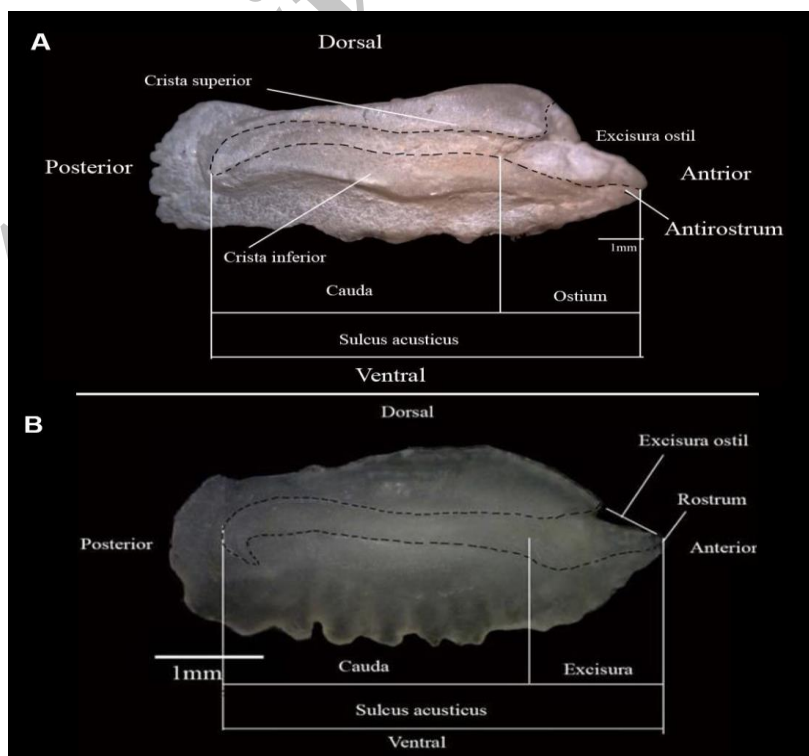 A
Dorsal
Crista superior
Excisura ostil
Posterior
Antrior
Antirostrum
Crista inferior
1mm
Cauda
Ostium
Sulcus acusticus
Ventral
B
Dorsal
Excisura ostil
Rostrum
Posterior
Anterior
1mm
Cauda
Excisura
Sulcus acusticus
Ventral